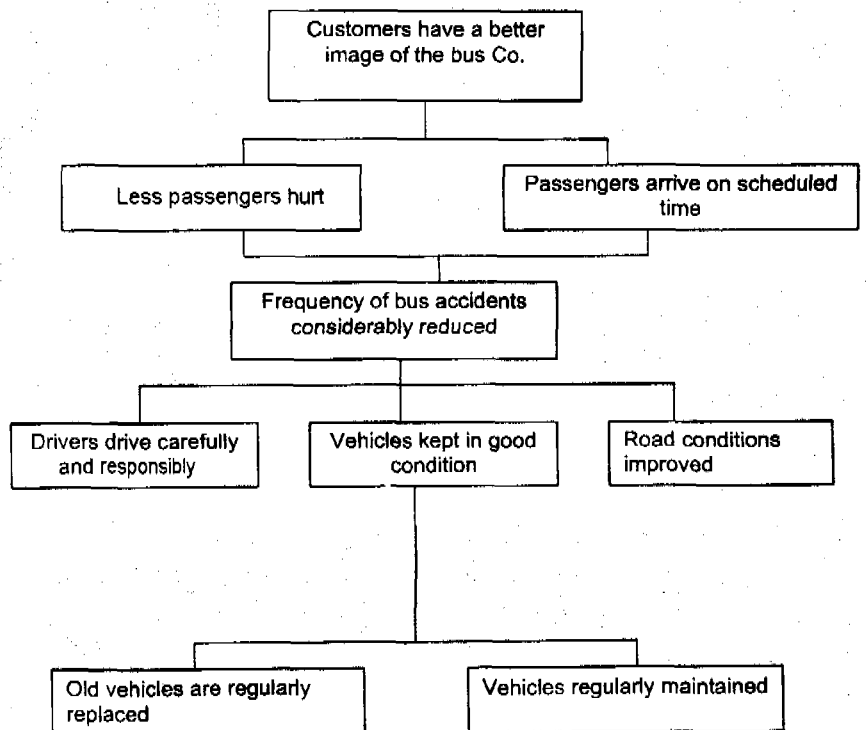 Customers have a better
image of the bus Co.
Less passengers hurt
Passengers arrive on scheduled
time
Frequency of bus accidents
considerably reduced
Drivers drive carefully
and responsibly
Vehicles kept in good
condition
Road conditions
improved
Old vehicles are regularly
replaced
Vehicles regularly maintained